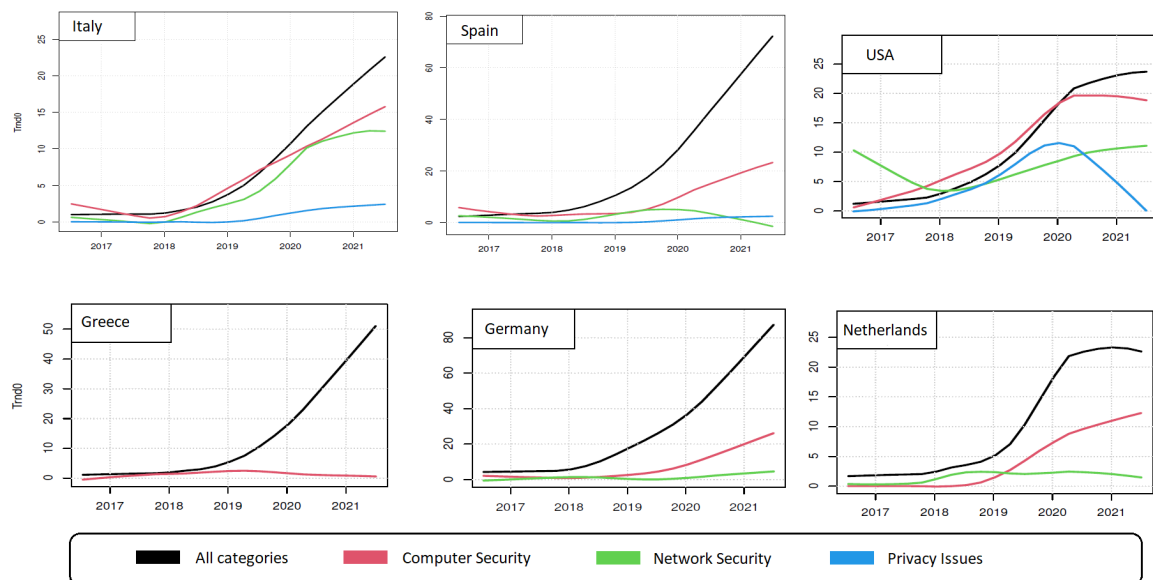 Italy
Spain
USA
Trnd0
0 5 10 15 20 25
2017 2018 2019 2020 2021
0 20 40 60 80
2017 2018 2019 2020 2021
0 5 10 15 20 25
2017 2018 2019 2020 2021
Greece
Germany
Netherlands
Trnd0
0 10 20 30 40 50
2017 2018 2019 2020 2021
0 20 40 60 80
2017 2018 2019 2020 2021
0 5 10 15 20 25
2017 2018 2019 2020 2021
All categories Computer Security Network Security Privacy Issues